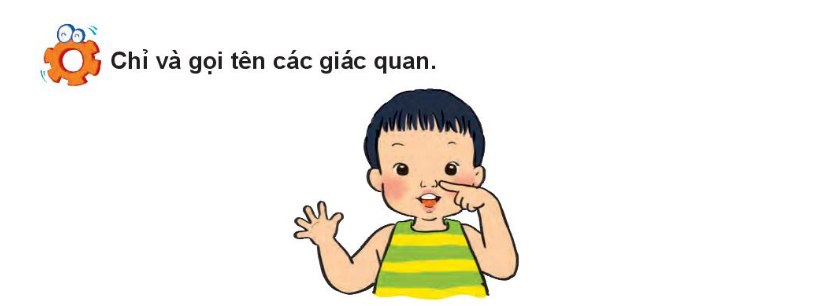 Chỉ và gọi tên các giác quan.